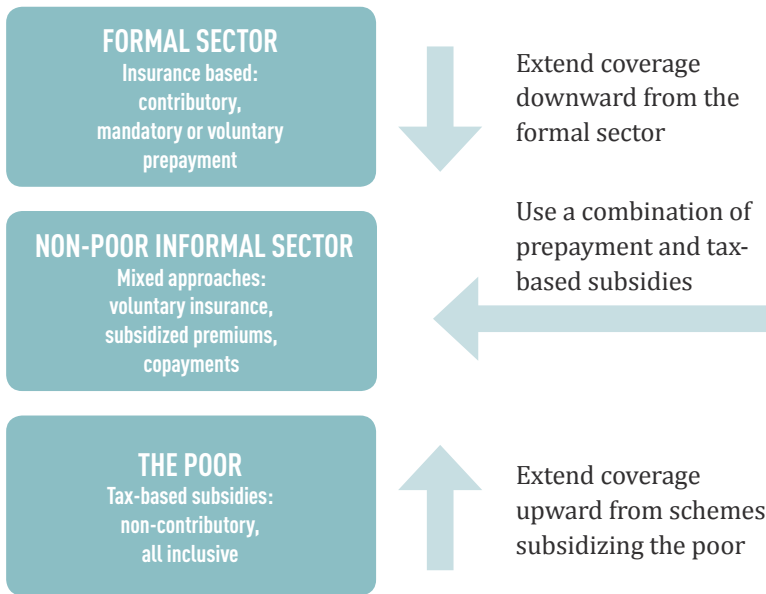 FORMAL SECTOR
Insurance based:
contributory,
mandatory or voluntary
prepayment
Extend coverage
downward from the
formal sector
NON-POOR INFORMAL SECTOR
Mixed approaches:
voluntary insurance,
subsidized premiums,
copayments
Use a combination of
prepayment and tax-
based subsidies
THE POOR
Tax-based subsidies:
non-contributory,
all inclusive
Extend coverage
upward from schemes
subsidizing the poor